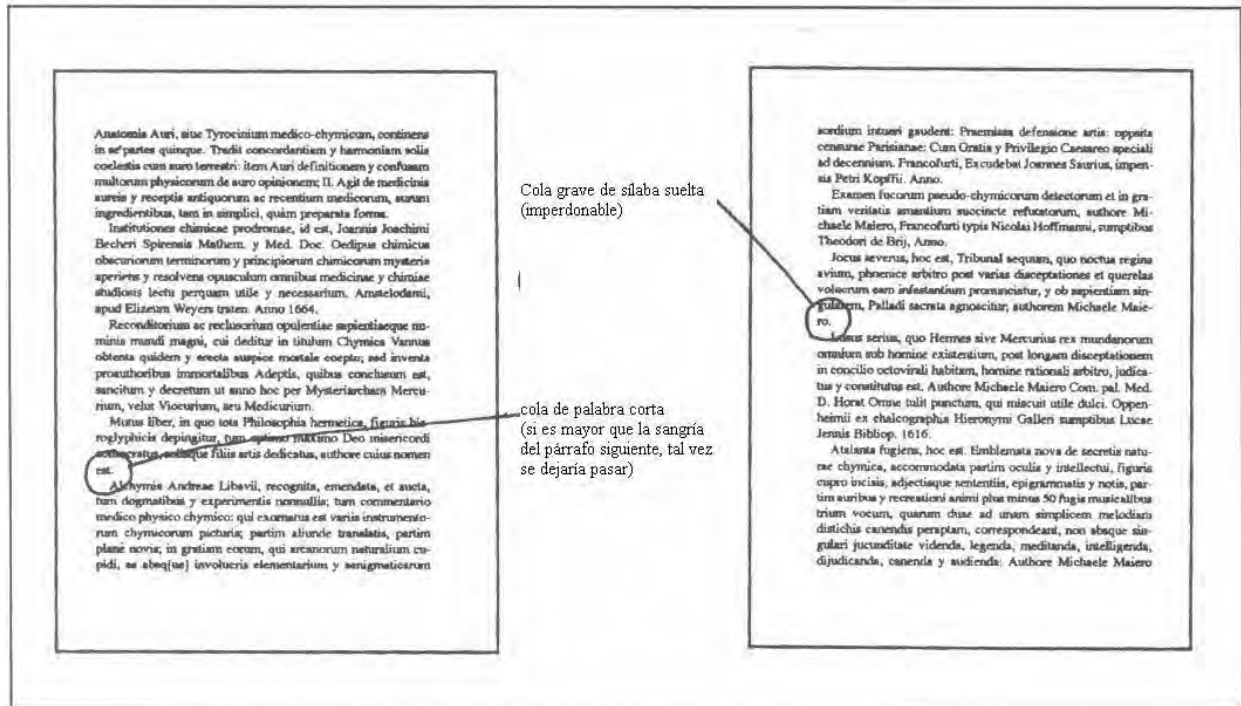 Anatomia Auri, siue Tyrocinium medico-chymicum, continens
in se partes quinque. Tradit concordantiam y harmoniam solis
coelestis cum auro terrestri: item Auri definitionem y confusam
multorum physicorum de auro opinionem; II. Agit de medicinis
aureis y receptis antiquorum ac recentium medicorum, aurum
ingredientibus, tam in simplici, quàm preparata forma.
Institutiones chimicae prodromae, id est, Joannis Joachimi
Becheri Spirensis Mathem. y Med. Doc. Oedipus chimicus
obscuriorum terminorum y principiorum chimicorum mysteria
aperiens y resolvens opusculum omnibus medicinae y chimiae
studiosis lectu perquam utile y necessarium. Amstelodami,
apud Elizeum Weyerstraten. Anno 1664.
Reconditorium ac reclusorium opulentiae sapientiaeque nu-
minis mundi magni, cui deditur in titulum Chymica Vannus
obtenta quidem y erecta auspice mortale coepto; sed inventa
proauthoribus immortalibus Adeptis, quibus conclusum est,
sancitum y decretum ut anno hoc per Mysteriarcham Mercu-
rium, velut Viocurium, seu Medicurium.
Mutus liber, in quo tota Philosophia hermetica, figuris hie-
roglyphicis depingitur, tum optimo maximo Deo misericordi
consecratus, solisque filiis artis dedicatus, authore cuius nomen
est.
Alchymia Andreae Libavii, recognita, emendata, et aucta,
tum dogmatibus y experimentis nonnullis; tum commentario
medico physico chymico: qui exornatus est variis instrumento-
rum chymicorum picturis; partim aliunde translatis, partim
planè novis; in gratiam eorum, qui arcanorum naturalium cu-
pidi, as absq[ue] involucris elementarium y aenigmaticarum
Cola grave de sílaba suelta
(imperdonable)
cola de palabra corta
(si es mayor que la sangría
del párrafo siguiente, tal vez
se dejaría pasar)
sordium intueri gaudent: Praemissa defensione artis: opposita
censurae Parisianae: Cum Gratia y Privilegio Caesareo speciali
ad decennium. Francofurti, Excudebat Joannes Saurius, impen-
sis Petri Kopffii. Anno.
Examen fucorum pseudo-chymicorum detectorum et in gra-
tiam veritatis amantium succincte refutatorum, authore Mi-
chaele Maiero, Francofurti typis Nicolai Hoffmanni, sumptibus
Theodori de Brij, Anno.
Jocus severus, hoc est, Tribunal aequum, quo noctua regina
avium, phoenice arbitro post varias disceptationes et querelas
volucrum eam infestantium pronunciatur, y ob sapientiam sin-
gularem, Palladi sacrata agnoscitur, authorem Michaele Maie-
ro.
Lusus serius, quo Hermes sive Mercurius rex mundanorum
omnium sub homine existentium, post longam disceptationem
in concilio octovirali habitam, homine rationali arbitro, judica-
tus y constitutus est. Authore Michaele Maiero Com. pal. Med.
D. Horat Omne tulit punctum, qui miscuit utile dulci. Oppen-
heimii ex chalcographia Hieronymi Galleri sumptibus Lucae
Jennis Bibliop. 1616.
Atalanta fugiens, hoc est. Emblemata nova de secretis natu-
rae chymica, accommodata partim oculis y intellectui, figuris
cupro incisis, adjectisque sententiis, epigrammatis y notis, par-
tim auribus y recreationi animi plus minus 50 fugis musicalibus
trium vocum, quarum duae ad unam simplicem melodiam
distichis canendis peraptam, correspondeant, non absque sin-
gulari jucunditate videnda, legenda, meditanda, intelligenda,
dijudicanda, canenda y audienda: Authore Michaele Maiero